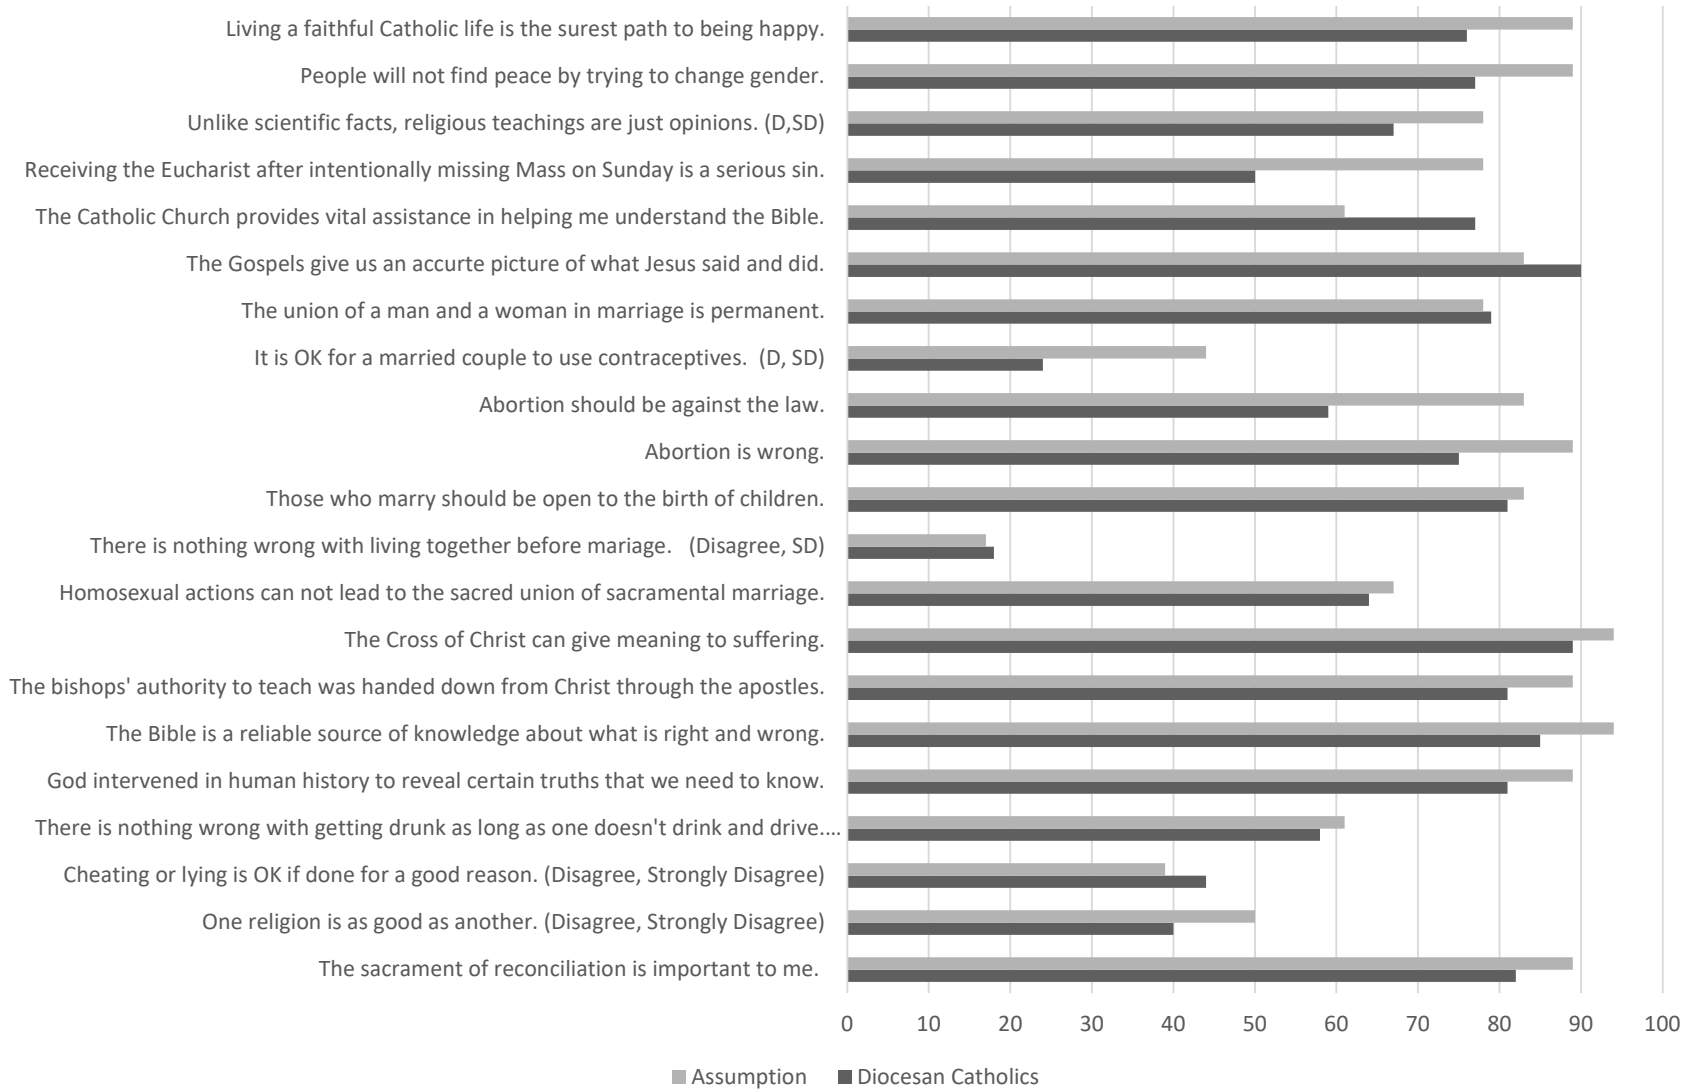 Living a faithful Catholic life is the surest path to being happy.
People will not find peace by trying to change gender.
Unlike scientific facts, religious teachings are just opinions. (D,SD)
Receiving the Eucharist after intentionally missing Mass on Sunday is a serious sin.
The Catholic Church provides vital assistance in helping me understand the Bible.
The Gospels give us an accurte picture of what Jesus said and did.
The union of a man and a woman in marriage is permanent.
It is OK for a married couple to use contraceptives.  (D, SD)
Abortion should be against the law.
Abortion is wrong.
Those who marry should be open to the birth of children.
There is nothing wrong with living together before mariage.   (Disagree, SD)
Homosexual actions can not lead to the sacred union of sacramental marriage.
The Cross of Christ can give meaning to suffering.
The bishops' authority to teach was handed down from Christ through the apostles.
The Bible is a reliable source of knowledge about what is right and wrong.
God intervened in human history to reveal certain truths that we need to know.
There is nothing wrong with getting drunk as long as one doesn't drink and drive....
Cheating or lying is OK if done for a good reason. (Disagree, Strongly Disagree)
One religion is as good as another. (Disagree, Strongly Disagree)
The sacrament of reconciliation is important to me.
0 10 20 30 40 50 60 70 80 90 100
Assumption Diocesan Catholics